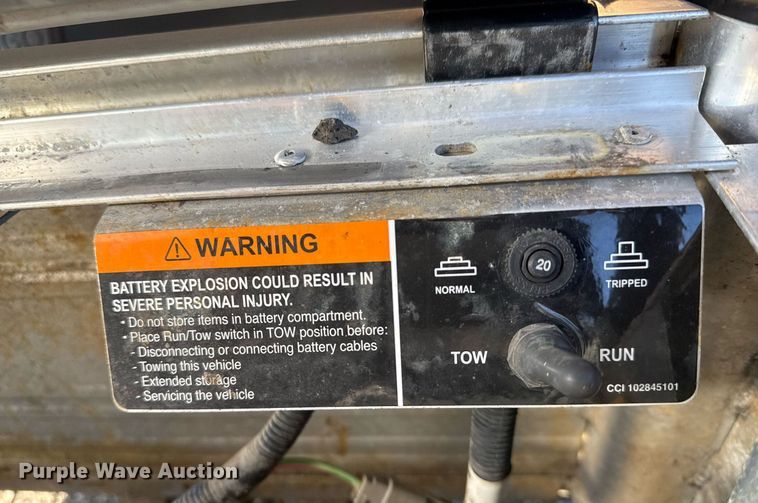 WARNING
BATTERY EXPLOSION COULD RESULT IN
SEVERE PERSONAL INJURY.
- Do not store items in battery compartment.
- Place Run/Tow switch in TOW position before:
- Disconnecting or connecting battery cables
- Towing this vehicle
- Extended storage
- Servicing the vehicle
20
NORMAL
TRIPPED
TOW
RUN
CCI 102845101
Purple Wave Auction